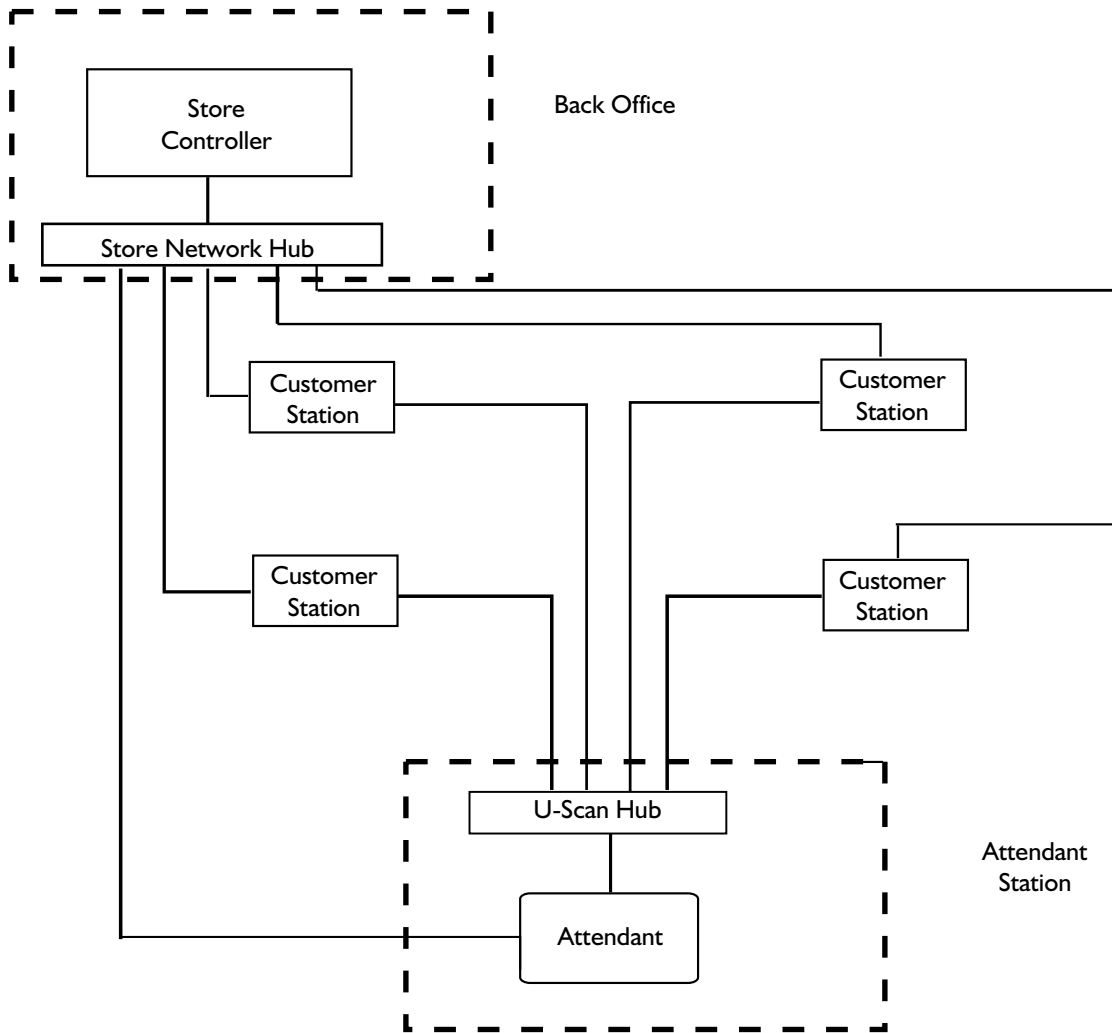 Store
Controller
Back Office
Store Network Hub
Customer
Station
Customer
Station
Customer
Station
Customer
Station
U-Scan Hub
Attendant
Attendant
Station